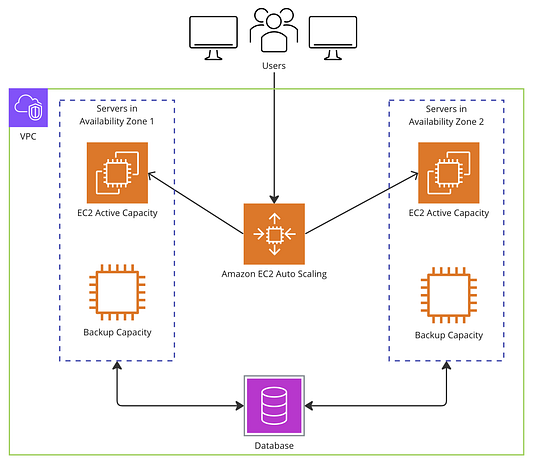 Users
VPC
Servers in
Availability Zone 1
EC2 Active Capacity
Backup Capacity
Amazon EC2 Auto Scaling
Servers in
Availability Zone 2
EC2 Active Capacity
Backup Capacity
Database